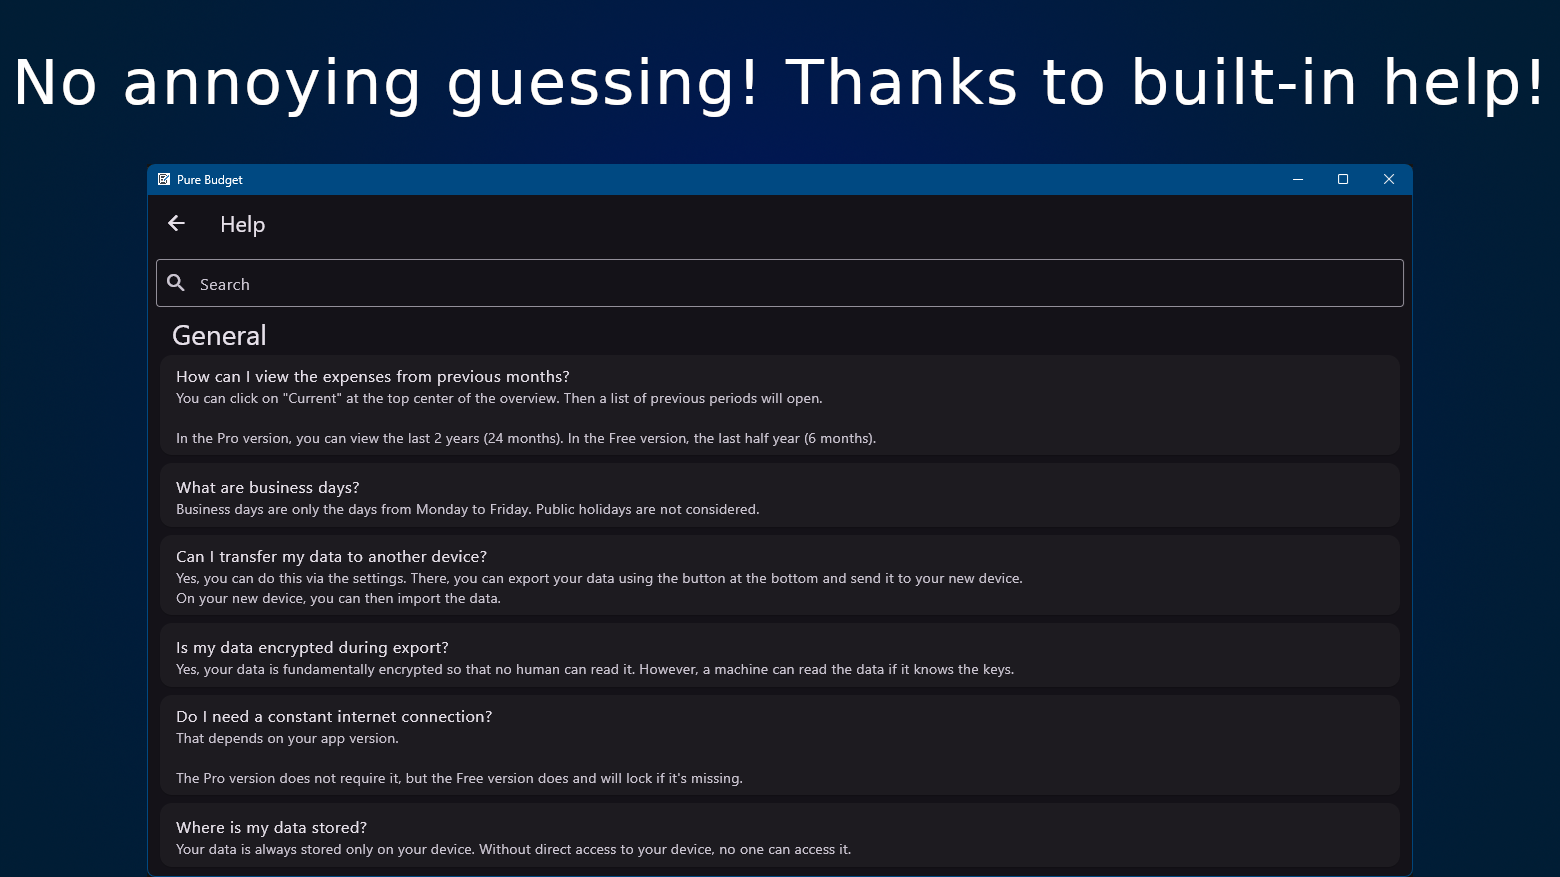 No annoying guessing! Thanks to built-in help!
Pure Budget
Help
Search
General
How can I view the expenses from previous months?
You can click on "Current" at the top center of the overview. Then a list of previous periods will open.
In the Pro version, you can view the last 2 years (24 months). In the Free version, the last half year (6 months).
What are business days?
Business days are only the days from Monday to Friday. Public holidays are not considered.
Can I transfer my data to another device?
Yes, you can do this via the settings. There, you can export your data using the button at the bottom and send it to your new device.
On your new device, you can then import the data.
Is my data encrypted during export?
Yes, your data is fundamentally encrypted so that no human can read it. However, a machine can read the data if it knows the keys.
Do I need a constant internet connection?
That depends on your app version.
The Pro version does not require it, but the Free version does and will lock if it's missing.
Where is my data stored?
Your data is always stored only on your device. Without direct access to your device, no one can access it.